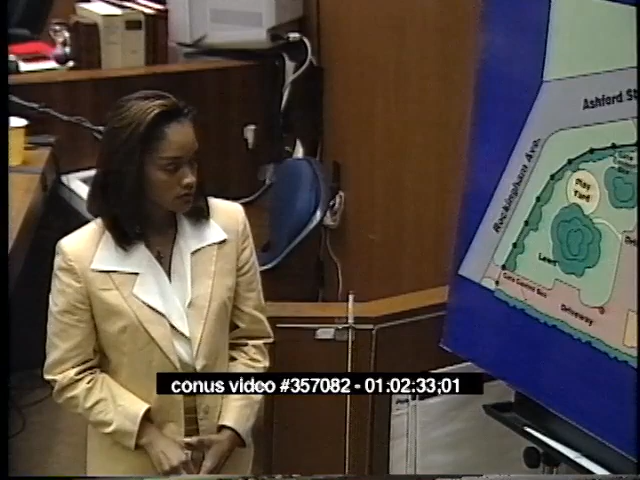 Ashford St
Rockingham Ave.
Play
Yard
Lawn
Driveway
conus video #357082 - 01:02:33;01